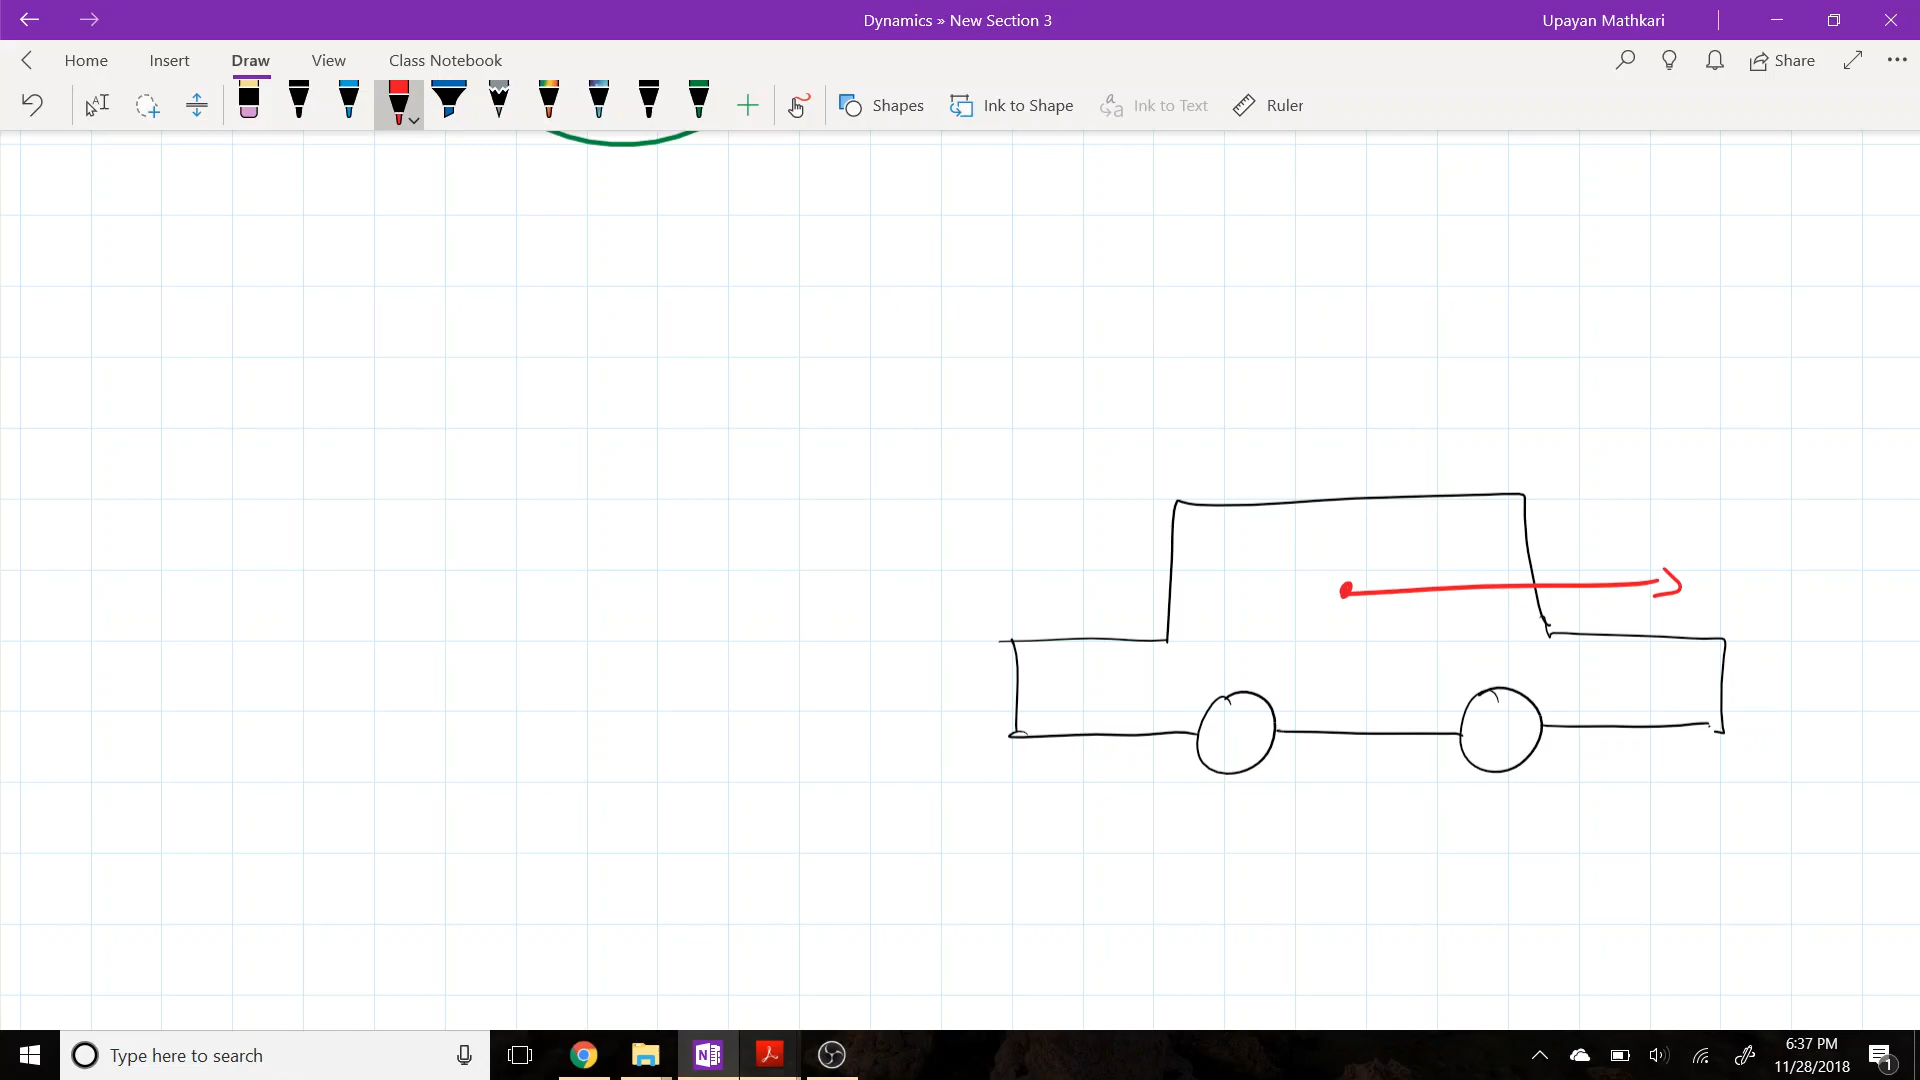 Dynamics » New Section 3
Upayan Mathkari
Home Insert Draw View Class Notebook
Share
Shapes Ink to Shape Ink to Text Ruler
Type here to search
6:37 PM
11/28/2018
1